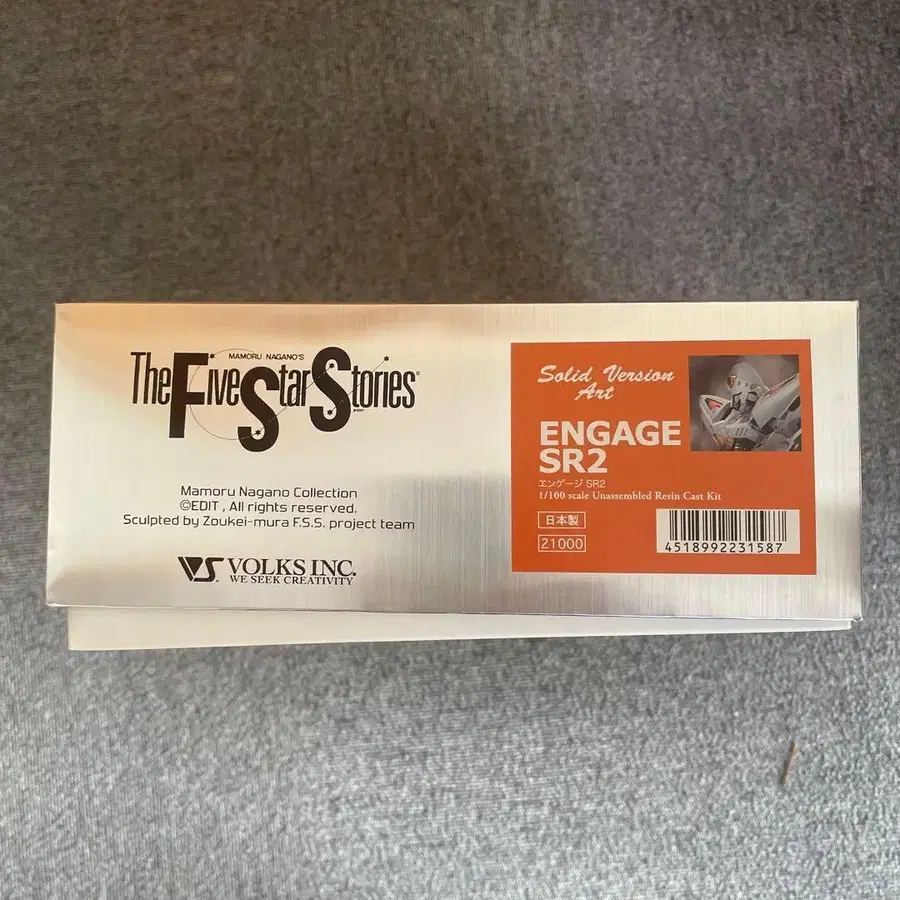 MAMORU NAGANO'S
The Five Star Stories
Mamoru Nagano Collection
©EDIT , All rights reserved.
Sculpted by Zoukei-mura F.S.S. project team
VS. VOLKS INC.
WE SEEK CREATIVITY
Solid Version
Art
ENGAGE
SR2
エンゲージ SR2
1/100 scale Unassembled Resin Cast Kit
日本製
21000
4518992231587